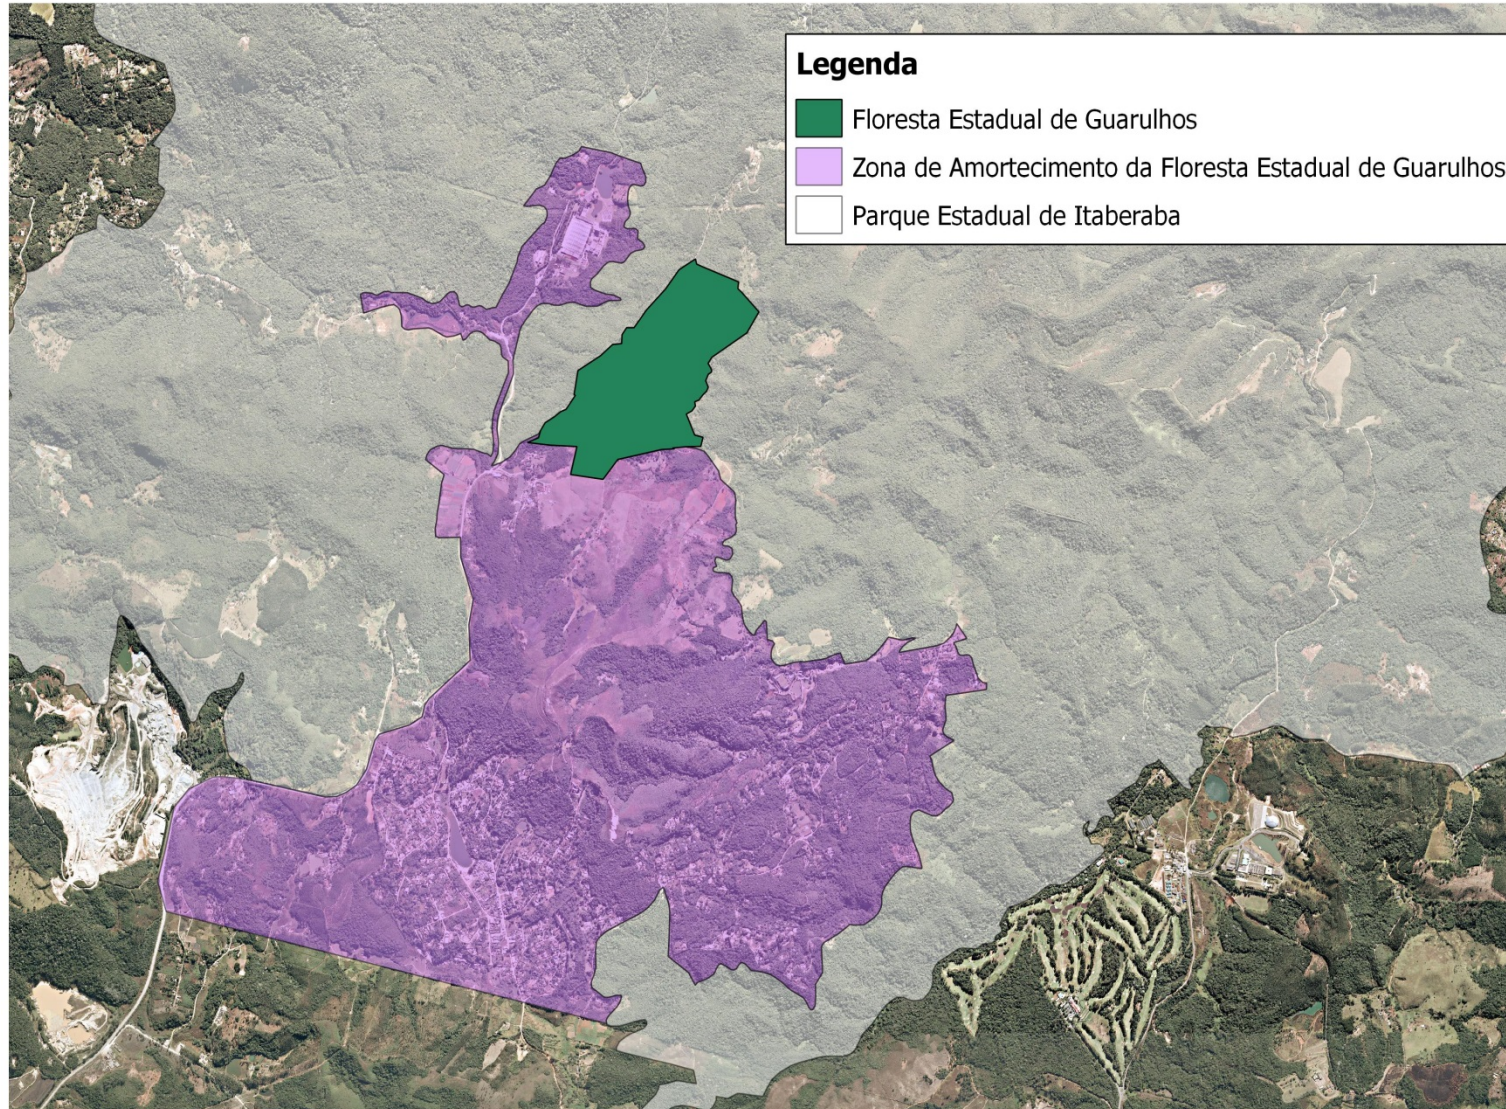 Legenda
Floresta Estadual de Guarulhos
Zona de Amortecimento da Floresta Estadual de Guarulhos
Parque Estadual de Itaberaba